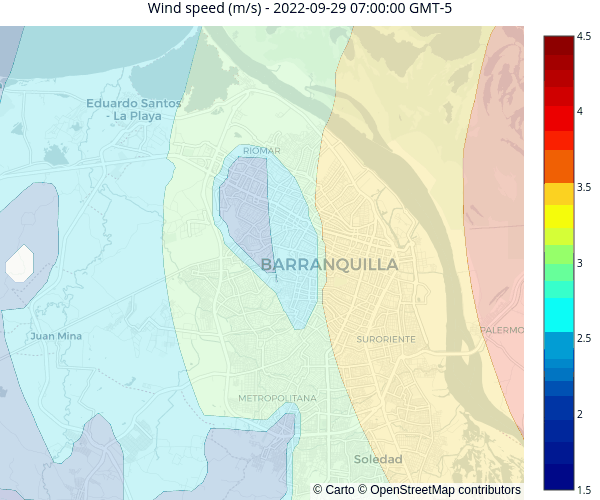 Wind speed (m/s) - 2022-09-29 07:00:00 GMT-5
4.5
4
3.5
3
2.5
2
1.5
Eduardo Santos
- La Playa
RIOMAR
BARRANQUILLA
Juan Mina
SURORIENTE
PALERMO
METROPOLITANA
Soledad
© Carto © OpenStreetMap contributors